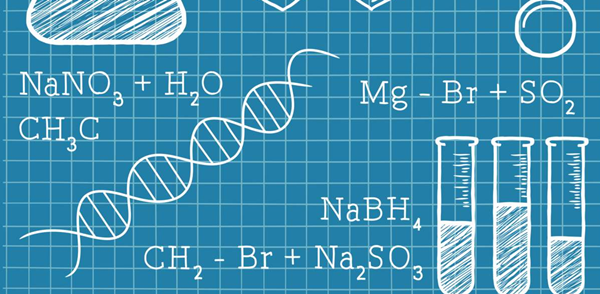 NaNO₃ + H₂O
CH₃C
Mg - Br + SO₂
NaBH₄
CH₂ - Br + Na₂SO₃